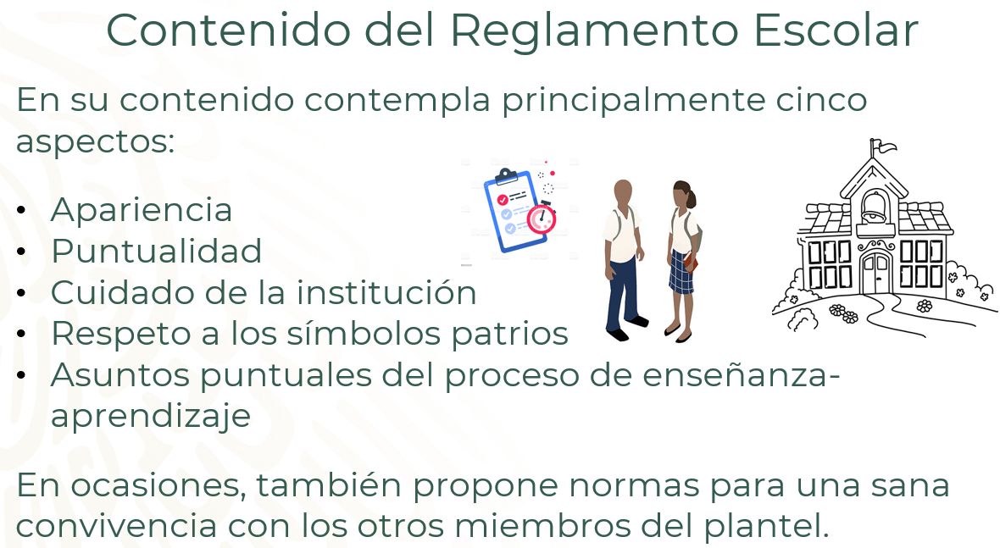 Contenido del Reglamento Escolar
En su contenido contempla principalmente cinco
aspectos:
• Apariencia
• Puntualidad
• Cuidado de la institución
• Respeto a los símbolos patrios
• Asuntos puntuales del proceso de enseñanza-
aprendizaje
En ocasiones, también propone normas para una sana
convivencia con los otros miembros del plantel.